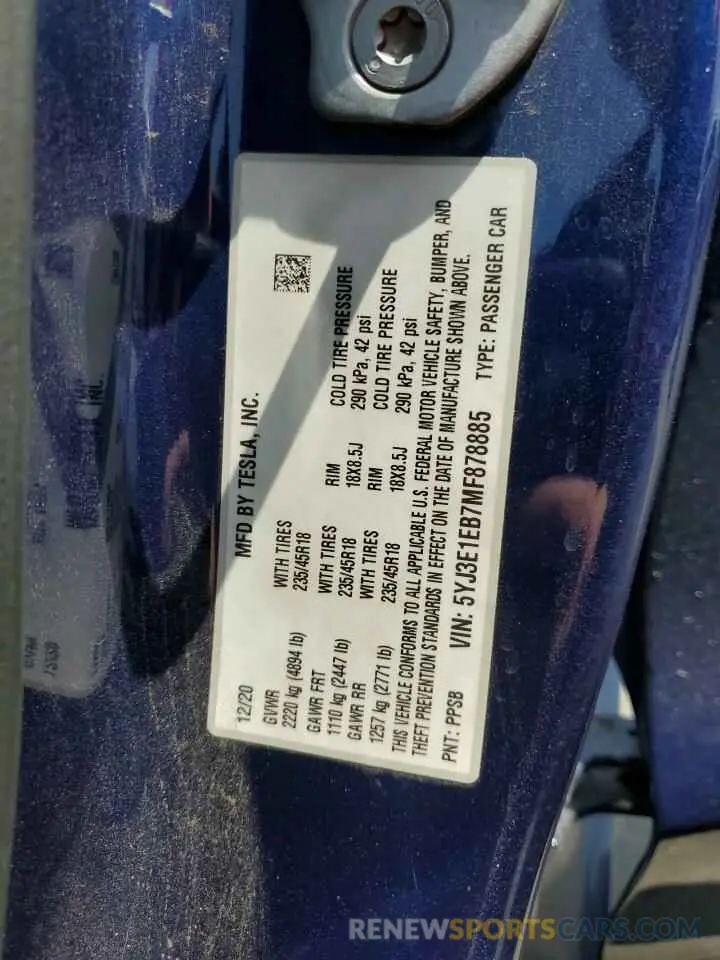 12/20 MFD BY TESLA, INC.
GVWR WITH TIRES
2220 kg (4894 lb) 235/45R18
GAWR FRT WITH TIRES RIM COLD TIRE PRESSURE
1110 kg (2447 lb) 235/45R18 18X8.5J 290 kPa, 42 psi
GAWR RR WITH TIRES RIM COLD TIRE PRESSURE
1257 kg (2771 lb) 235/45R18 18X8.5J 290 kPa, 42 psi
THIS VEHICLE CONFORMS TO ALL APPLICABLE U.S. FEDERAL MOTOR VEHICLE SAFETY, BUMPER, AND
THEFT PREVENTION STANDARDS IN EFFECT ON THE DATE OF MANUFACTURE SHOWN ABOVE.
PNT: PPSB VIN: 5YJ3E1EB7MF878885 TYPE: PASSENGER CAR
RENEWSPORTSCARS.COM